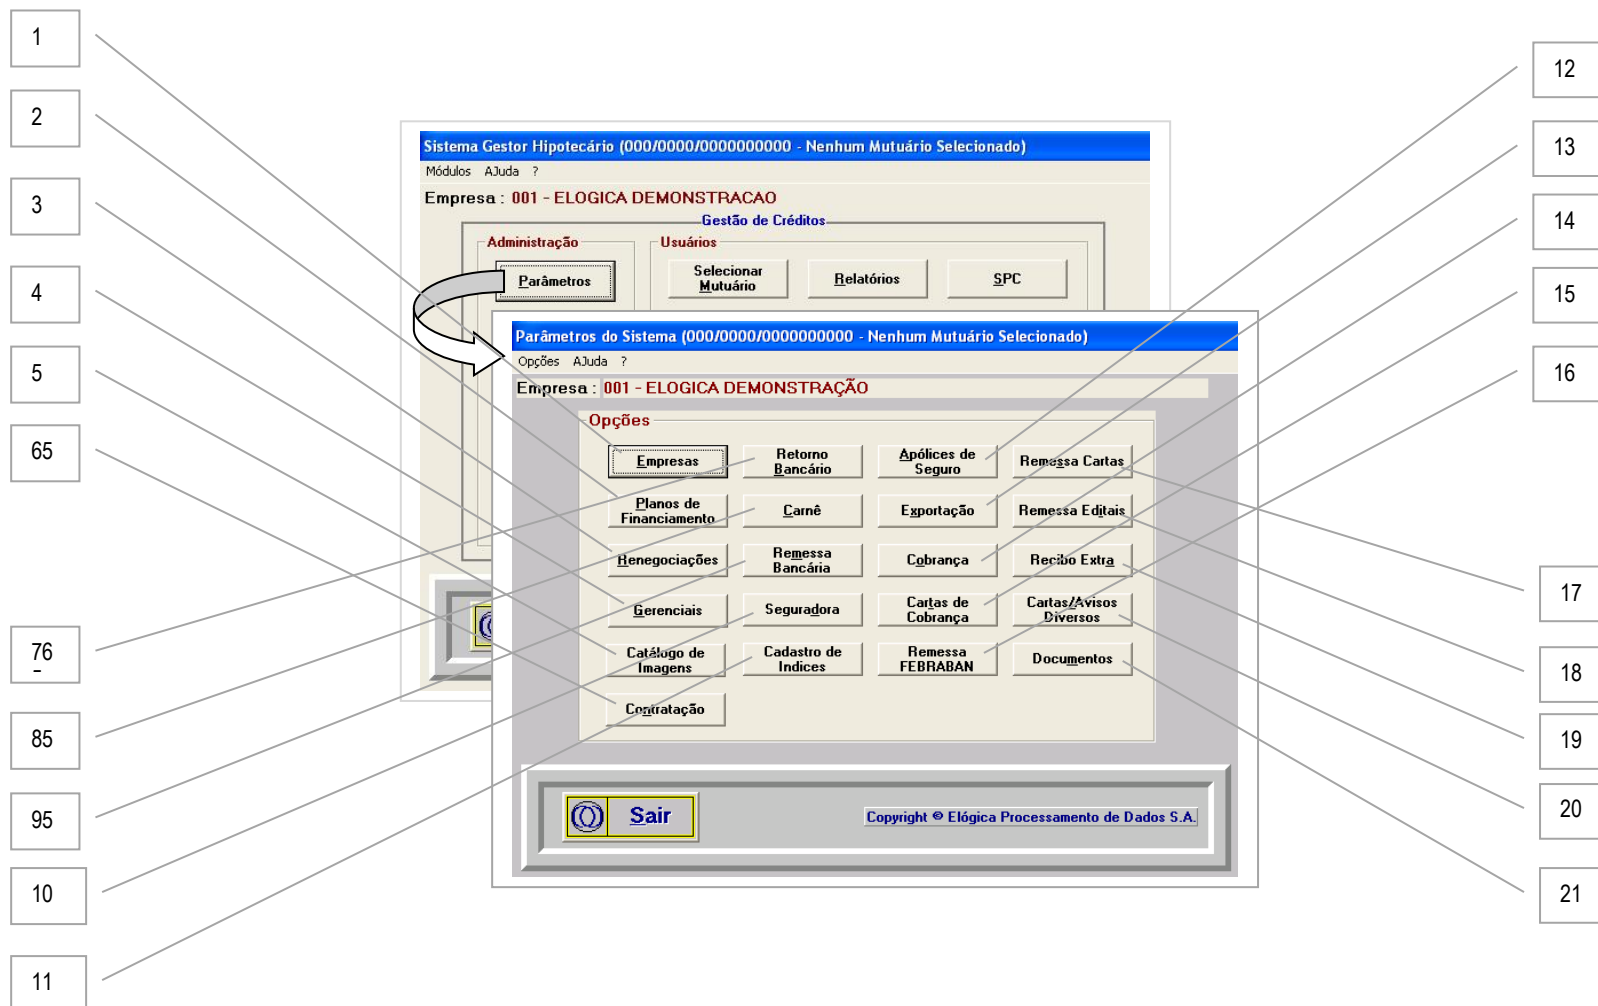 1
2
3
4
5
65
76
5
85
95
10
11
Sistema Gestor Hipotecário (000/0000/0000000000 - Nenhum Mutuário Selecionado)
Módulos AJuda ?
Empresa : 001 - ELOGICA DEMONSTRACAO
Gestão de Créditos
Administração
Usuários
Parâmetros
Selecionar
Mutuário
Relatórios
SPC
Parâmetros do Sistema (000/0000/0000000000 - Nenhum Mutuário Selecionado)
Opções AJuda ?
Empresa : 001 - ELOGICA DEMONSTRAÇÃO
Opções
Empresas
Retorno
Bancário
Apólices de
Seguro
Remessa Cartas
Planos de
Financiamento
Carnê
Exportação
Remessa Editais
Renegociações
Remessa
Bancária
Cobrança
Recibo Extra
Gerenciais
Seguradora
Cartas de
Cobrança
Cartas/Avisos
Diversos
Catálogo de
Imagens
Cadastro de
Indices
Remessa
FEBRABAN
Documentos
Contratação
Sair
Copyright © Elógica Processamento de Dados S.A.
12
13
14
15
16
17
18
19
20
21